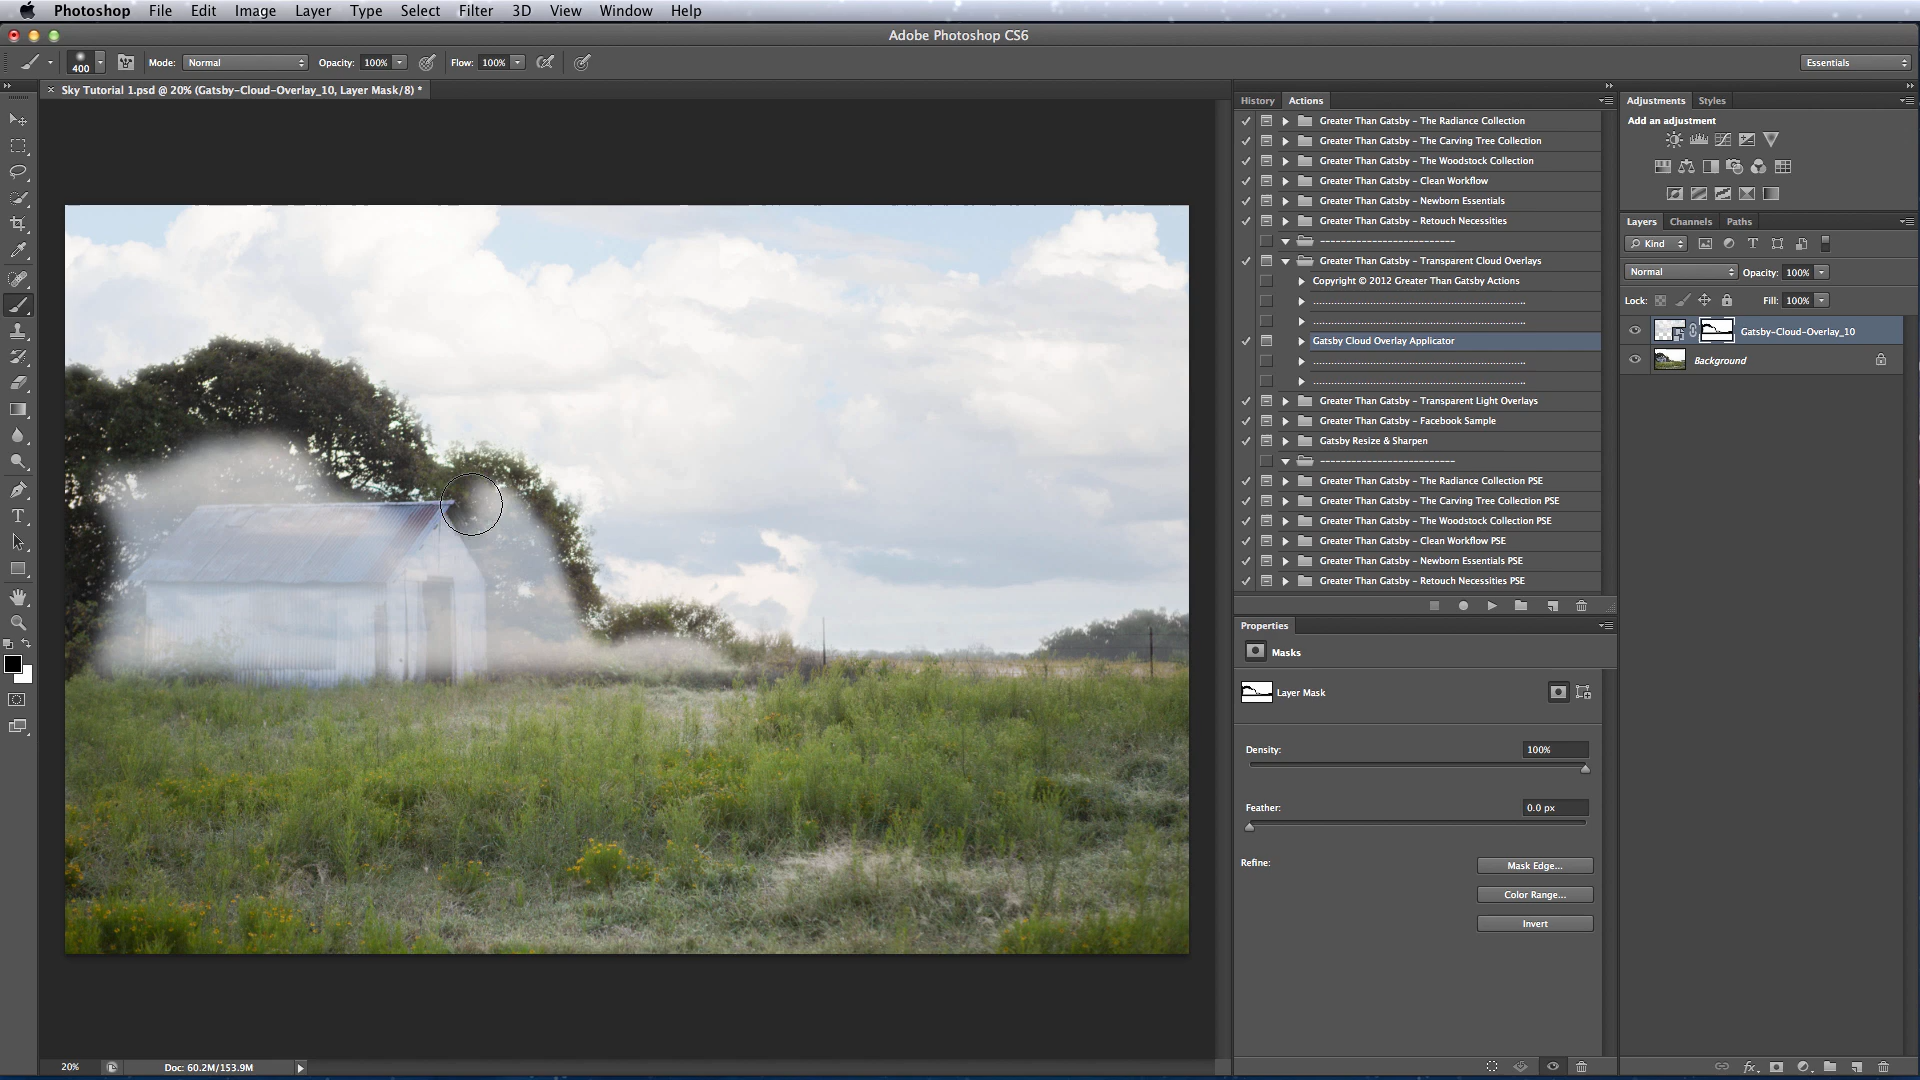 Photoshop File Edit Image Layer Type Select Filter 3D View Window Help
Adobe Photoshop CS6
400 Mode: Normal Opacity: 100% Flow: 100% Essentials
Sky Tutorial 1.psd @ 20% (Gatsby-Cloud-Overlay_10, Layer Mask/8) *
History Actions
Greater Than Gatsby - The Radiance Collection
Greater Than Gatsby - The Carving Tree Collection
Greater Than Gatsby - The Woodstock Collection
Greater Than Gatsby - Clean Workflow
Greater Than Gatsby - Newborn Essentials
Greater Than Gatsby - Retouch Necessities
Greater Than Gatsby - Transparent Cloud Overlays
Copyright © 2012 Greater Than Gatsby Actions
Gatsby Cloud Overlay Applicator
Greater Than Gatsby - Transparent Light Overlays
Greater Than Gatsby - Facebook Sample
Gatsby Resize & Sharpen
Greater Than Gatsby - The Radiance Collection PSE
Greater Than Gatsby - The Carving Tree Collection PSE
Greater Than Gatsby - The Woodstock Collection PSE
Greater Than Gatsby - Clean Workflow PSE
Greater Than Gatsby - Newborn Essentials PSE
Greater Than Gatsby - Retouch Necessities PSE
Properties
Masks
Layer Mask
Density: 100%
Feather: 0.0 px
Refine: Mask Edge...
Color Range...
Invert
Adjustments Styles
Add an adjustment
Layers Channels Paths
Kind
Normal Opacity: 100%
Lock: Fill: 100%
Gatsby-Cloud-Overlay_10
Background
20% Doc: 60.2M/153.9M